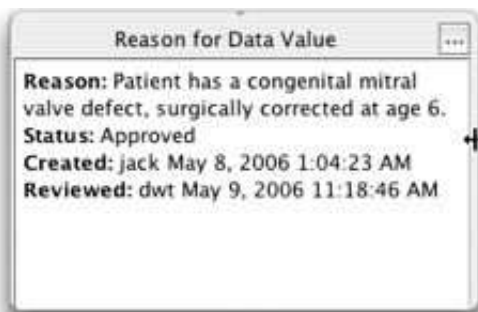 Reason for Data Value
...
Reason: Patient has a congenital mitral
valve defect, surgically corrected at age 6.
Status: Approved
Created: jack May 8, 2006 1:04:23 AM
Reviewed: dwt May 9, 2006 11:18:46 AM